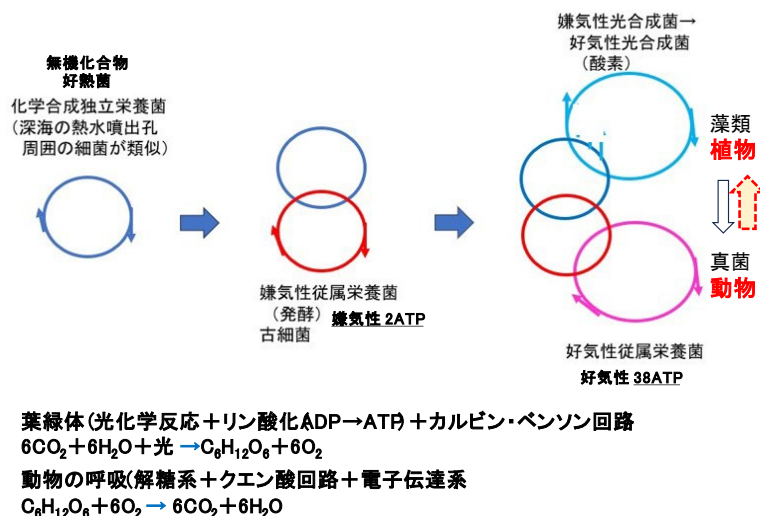 無機化合物
好熱菌
化学合成独立栄養菌
(深海の熱水噴出孔
周囲の細菌が類似)
嫌気性従属栄養菌
(発酵)
古細菌
嫌気性 2ATP
嫌気性光合成菌→
好気性光合成菌
(酸素)
藻類
植物
真菌
動物
好気性従属栄養菌
好気性 38ATP
葉緑体(光化学反応+リン酸化(ADP→ATP)+カルビン・ベンソン回路
6CO₂+6H₂O+光 →C₆H₁₂O₆+6O₂
動物の呼吸(解糖系+クエン酸回路+電子伝達系
C₆H₁₂O₆+6O₂ → 6CO₂+6H₂O